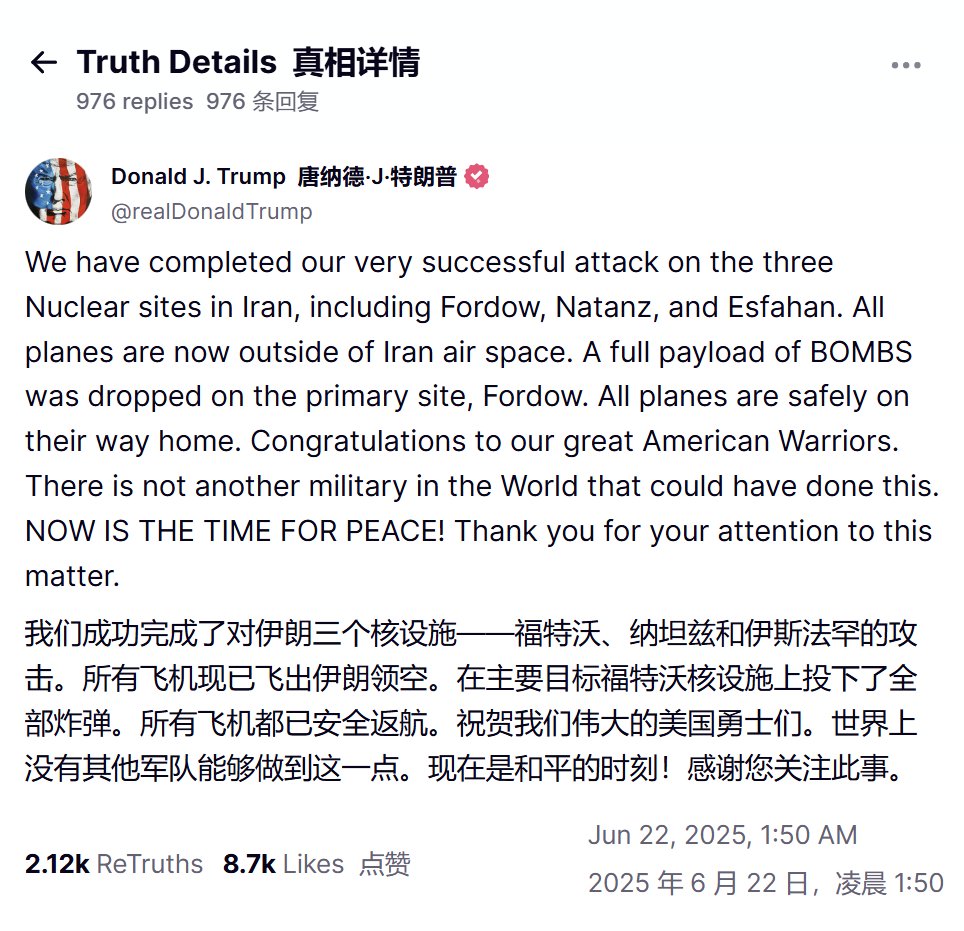 Truth Details 真相详情
976 replies 976 条回复
Donald J. Trump 唐纳德·J·特朗普
@realDonaldTrump
We have completed our very successful attack on the three
Nuclear sites in Iran, including Fordow, Natanz, and Esfahan. All
planes are now outside of Iran air space. A full payload of BOMBS
was dropped on the primary site, Fordow. All planes are safely on
their way home. Congratulations to our great American Warriors.
There is not another military in the World that could have done this.
NOW IS THE TIME FOR PEACE! Thank you for your attention to this
matter.
我们成功完成了对伊朗三个核设施——福特沃、纳坦兹和伊斯法罕的攻
击。所有飞机现已飞出伊朗领空。在主要目标福特沃核设施上投下了全
部炸弹。所有飞机都已安全返航。祝贺我们伟大的美国勇士们。世界上
没有其他军队能够做到这一点。现在是和平的时刻！感谢您关注此事。
2.12k ReTruths 8.7k Likes 点赞
Jun 22, 2025, 1:50 AM
2025 年 6 月 22 日，凌晨 1:50